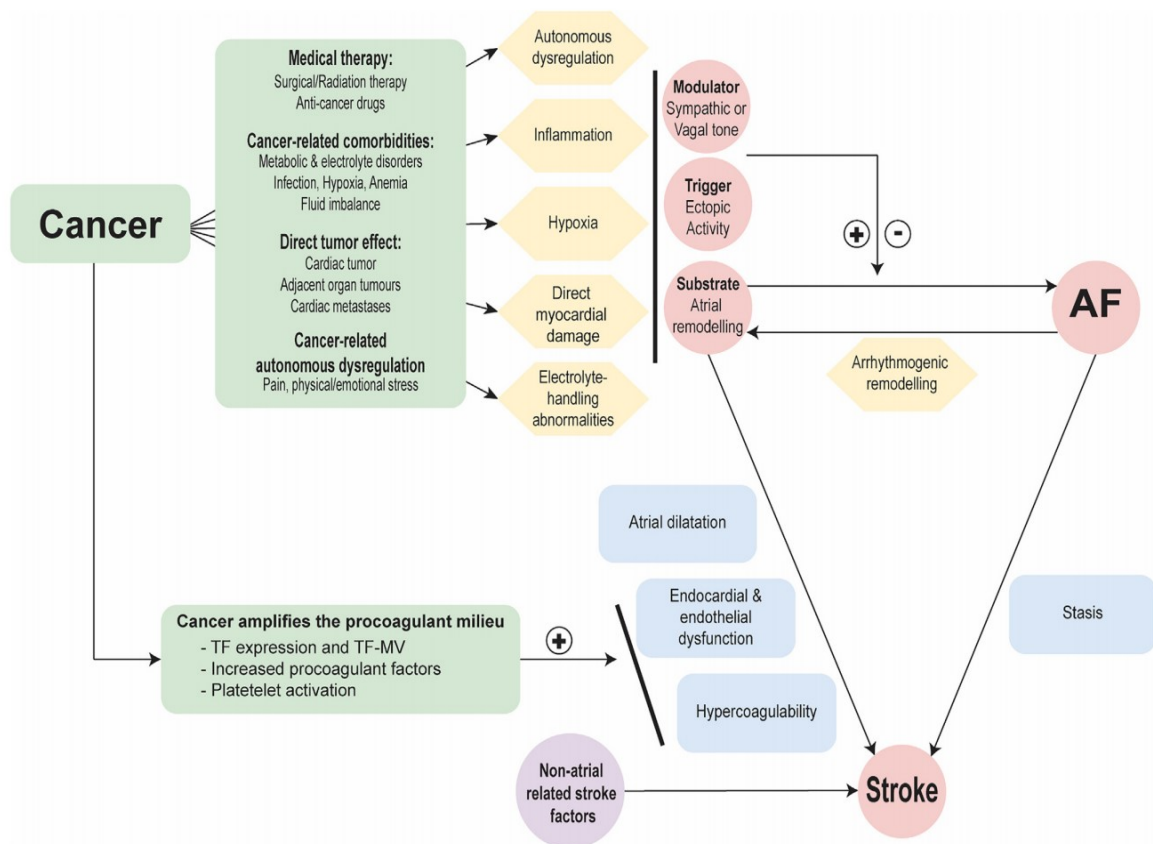 Cancer
Medical therapy:
Surgical/Radiation therapy
Anti-cancer drugs
Cancer-related comorbidities:
Metabolic & electrolyte disorders
Infection, Hypoxia, Anemia
Fluid imbalance
Direct tumor effect:
Cardiac tumor
Adjacent organ tumours
Cardiac metastases
Cancer-related
autonomous dysregulation
Pain, physical/emotional stress
Autonomous
dysregulation
Inflammation
Hypoxia
Direct
myocardial
damage
Electrolyte-
handling
abnormalities
Modulator
Sympathic or
Vagal tone
Trigger
Ectopic
Activity
Substrate
Atrial
remodelling
+ -
AF
Arrhythmogenic
remodelling
Atrial dilatation
Endocardial &
endothelial
dysfunction
Hypercoagulability
Stasis
Cancer amplifies the procoagulant milieu
- TF expression and TF-MV
- Increased procoagulant factors
- Platetelet activation
+
Non-atrial
related stroke
factors
Stroke